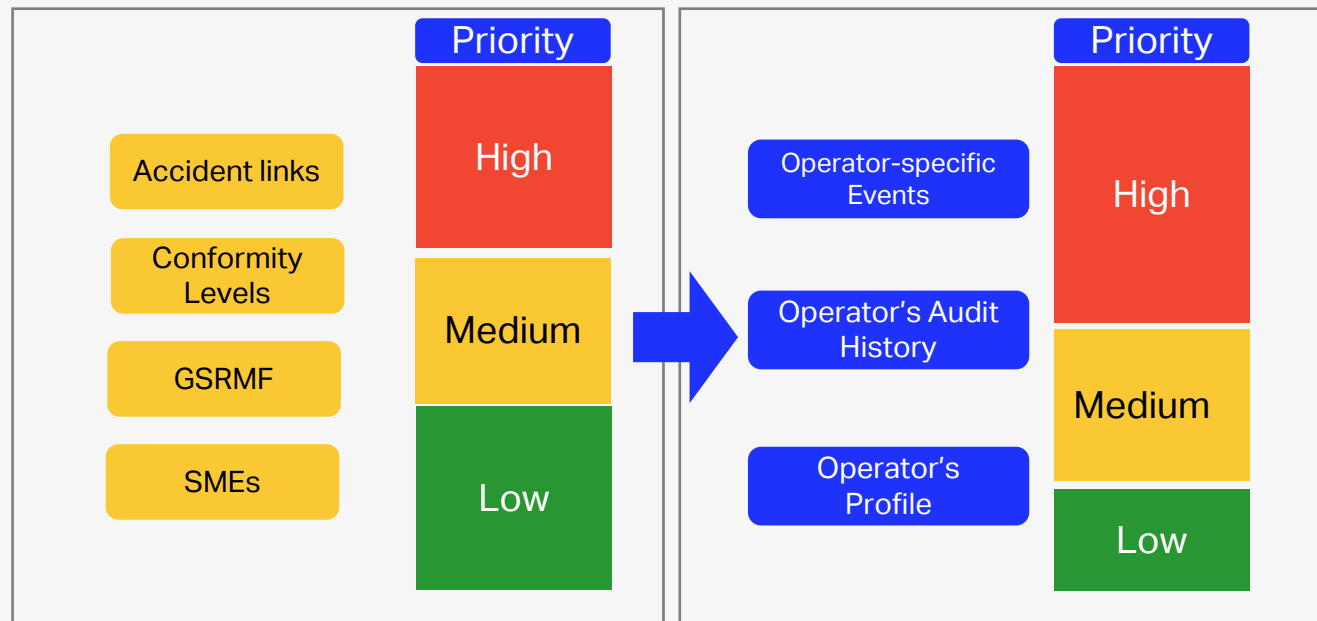 Priority
High
Medium
Low
Accident links
Conformity
Levels
GSRMF
SMEs
Priority
High
Medium
Low
Operator-specific
Events
Operator’s Audit
History
Operator’s
Profile